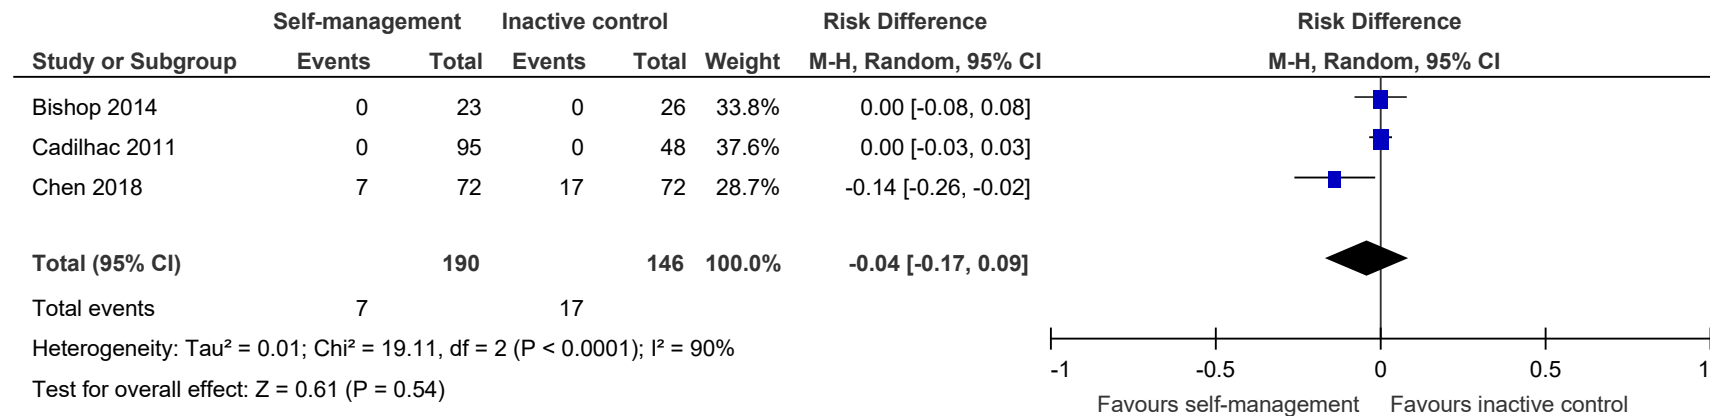 Self-management Inactive control Risk Difference Risk Difference
Study or Subgroup Events Total Events Total Weight M-H, Random, 95% CI M-H, Random, 95% CI
Bishop 2014 0 23 0 26 33.8% 0.00 [-0.08, 0.08]
Cadilhac 2011 0 95 0 48 37.6% 0.00 [-0.03, 0.03]
Chen 2018 7 72 17 72 28.7% -0.14 [-0.26, -0.02]
Total (95% CI) 190 146 100.0% -0.04 [-0.17, 0.09]
Total events 7 17
Heterogeneity: Tau² = 0.01; Chi² = 19.11, df = 2 (P < 0.0001); I² = 90%
Test for overall effect: Z = 0.61 (P = 0.54)
-1 -0.5 0 0.5 1
Favours self-management Favours inactive control